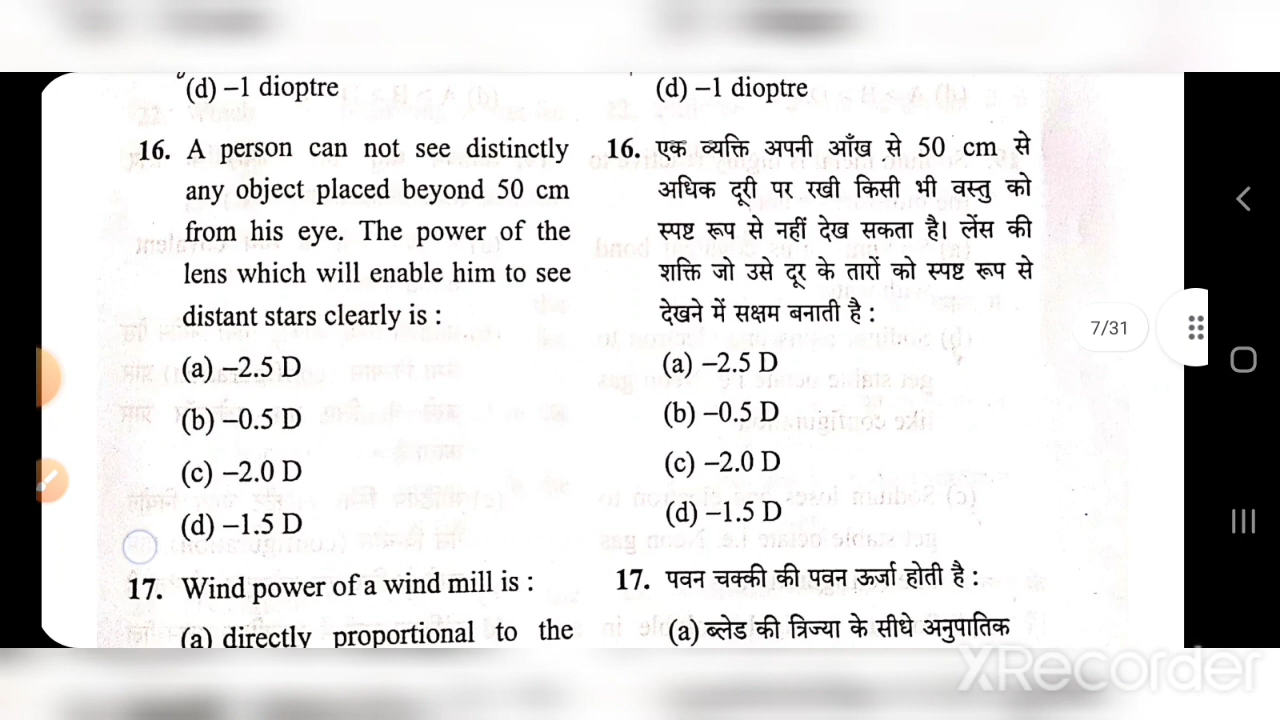 (d) –1 dioptre
16. A person can not see distinctly
any object placed beyond 50 cm
from his eye. The power of the
lens which will enable him to see
distant stars clearly is :
(a) –2.5 D
(b) –0.5 D
(c) –2.0 D
(d) –1.5 D
17. Wind power of a wind mill is :
(a) directly proportional to the
(d) –1 dioptre
16. एक व्यक्ति अपनी आँख से 50 cm से
अधिक दूरी पर रखी किसी भी वस्तु को
स्पष्ट रूप से नहीं देख सकता है। लेंस की
शक्ति जो उसे दूर के तारों को स्पष्ट रूप से
देखने में सक्षम बनाती है :
(a) –2.5 D
(b) –0.5 D
(c) –2.0 D
(d) –1.5 D
17. पवन चक्की की पवन ऊर्जा होती है :
(a) ब्लेड की त्रिज्या के सीधे अनुपातिक
7/31
XRecorder